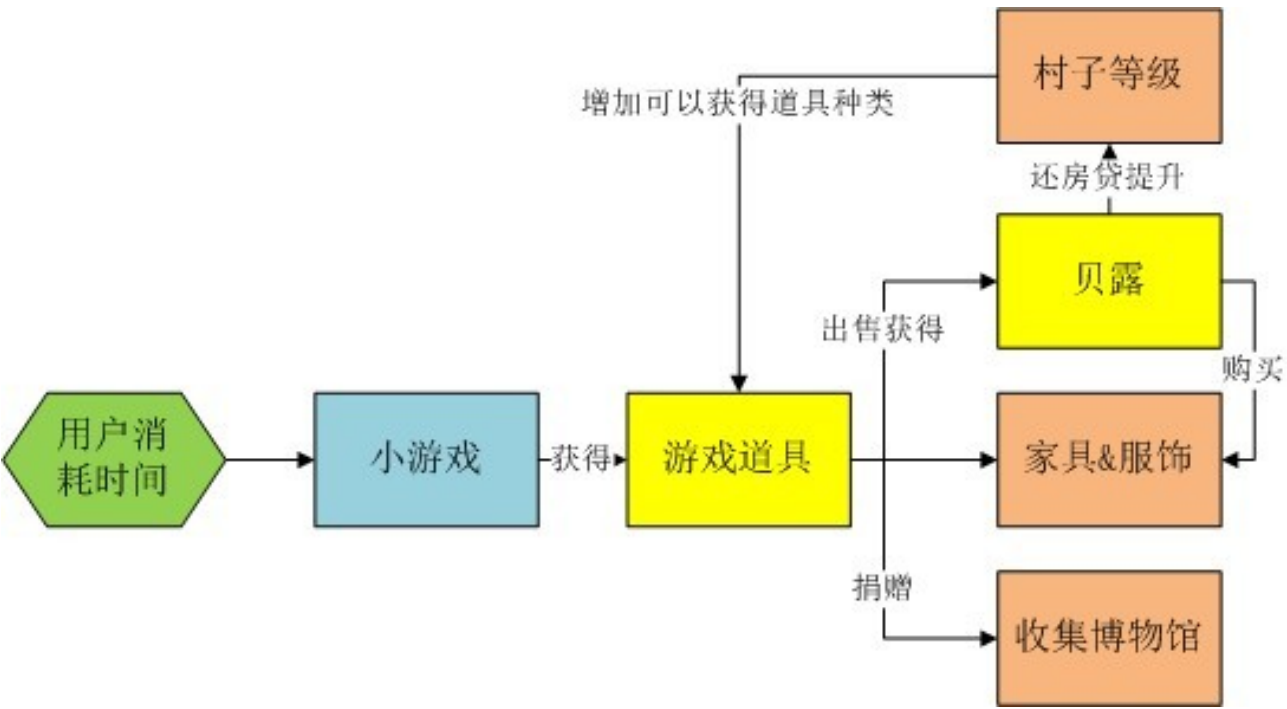 村子等级
增加可以获得道具种类
还房贷提升
贝露
出售获得
购买
用户消
耗时间
小游戏
获得
游戏道具
家具&服饰
捐赠
收集博物馆